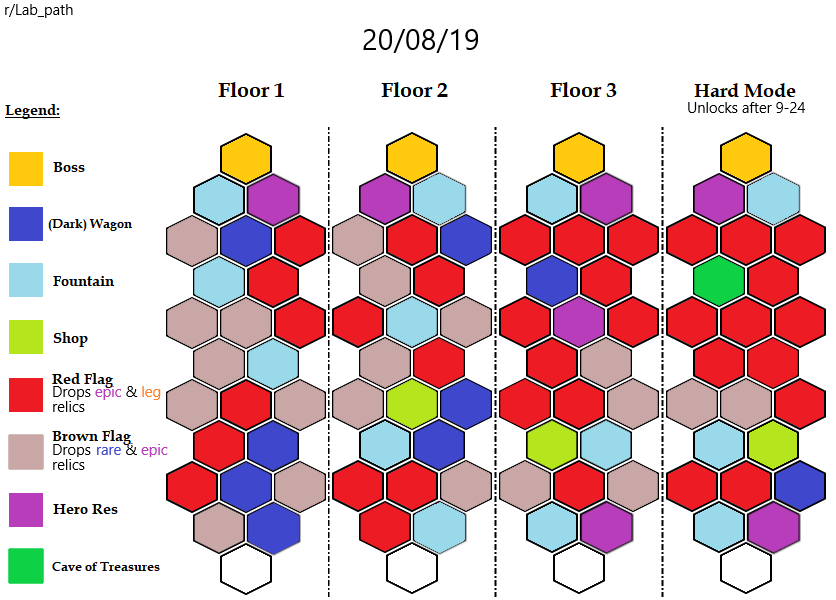 r/Lab_path
20/08/19
Floor 1
Floor 2
Floor 3
Hard Mode
Unlocks after 9-24
Legend:
Boss
(Dark) Wagon
Fountain
Shop
Red Flag
Drops epic & leg
relics
Brown Flag
Drops rare & epic
relics
Hero Res
Cave of Treasures